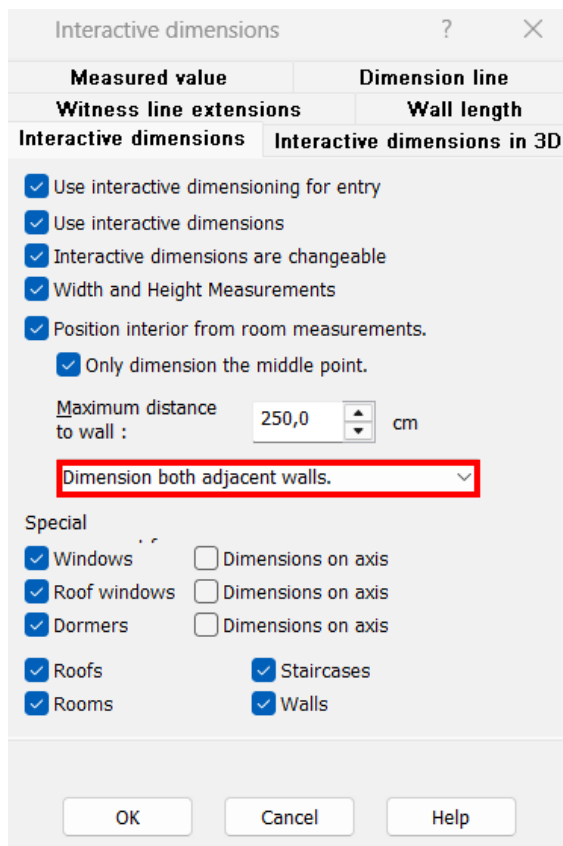 Interactive dimensions ?
Measured value Dimension line
Witness line extensions Wall length
Interactive dimensions Interactive dimensions in 3D
Use interactive dimensioning for entry
Use interactive dimensions
Interactive dimensions are changeable
Width and Height Measurements
Position interior from room measurements.
Only dimension the middle point.
Maximum distance
to wall : 250,0 cm
Dimension both adjacent walls.
Special
Windows Dimensions on axis
Roof windows Dimensions on axis
Dormers Dimensions on axis
Roofs Staircases
Rooms Walls
OK Cancel Help